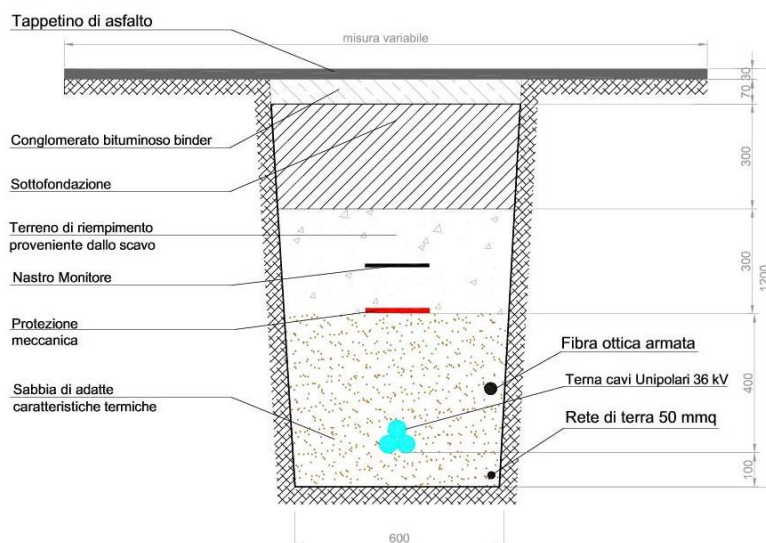 Tappetino di asfalto
misura variabile
30
70
Conglomerato bituminoso binder
300
Sottofondazione
Terreno di riempimento
proveniente dallo scavo
300
1200
Nastro Monitore
Protezione
meccanica
Fibra ottica armata
Terna cavi Unipolari 36 kV
400
Sabbia di adatte
caratteristiche termiche
Rete di terra 50 mmq
100
600